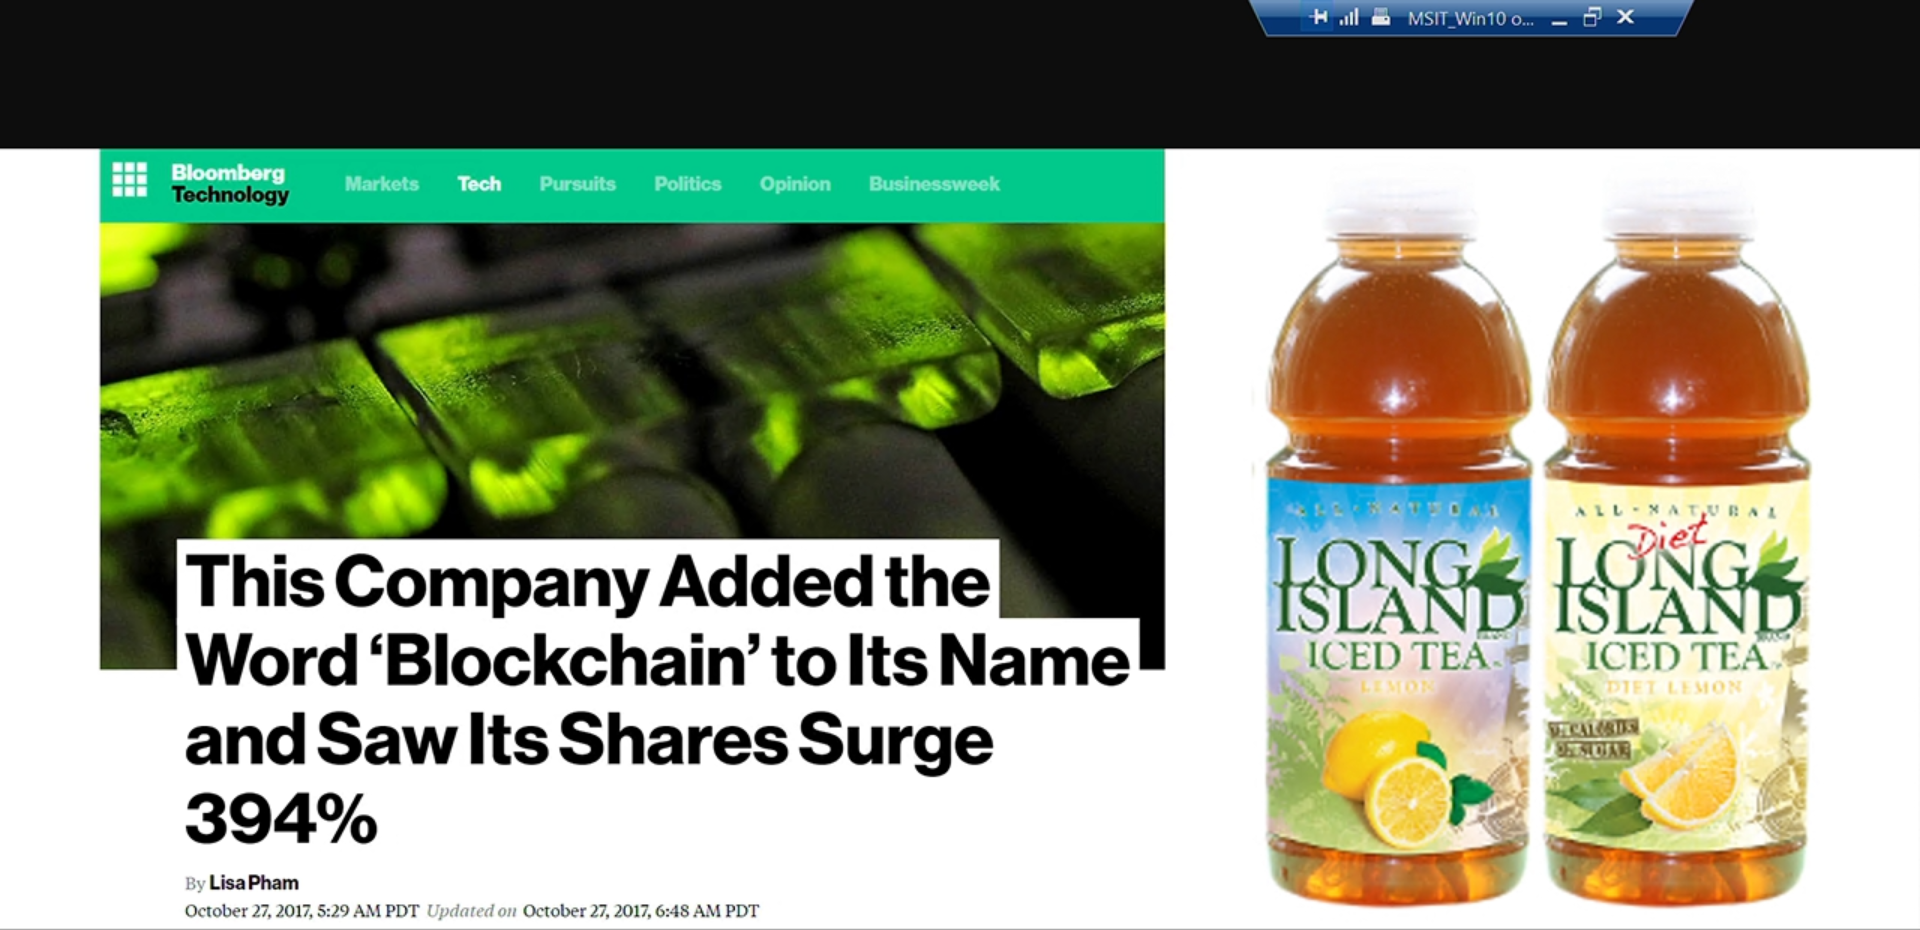 MSIT_Win10 o...
Bloomberg
Technology
Markets Tech Pursuits Politics Opinion Businessweek
This Company Added the
Word ‘Blockchain’ to Its Name
and Saw Its Shares Surge
394%
By Lisa Pham
October 27, 2017, 5:29 AM PDT Updated on October 27, 2017, 6:48 AM PDT
ALL-NATURAL
LONG
ISLAND
BRAND
ICED TEA
LEMON
ALL-NATURAL
Diet
LONG
ISLAND
BRAND
ICED TEA
DIET LEMON
CALORIES
SUGAR